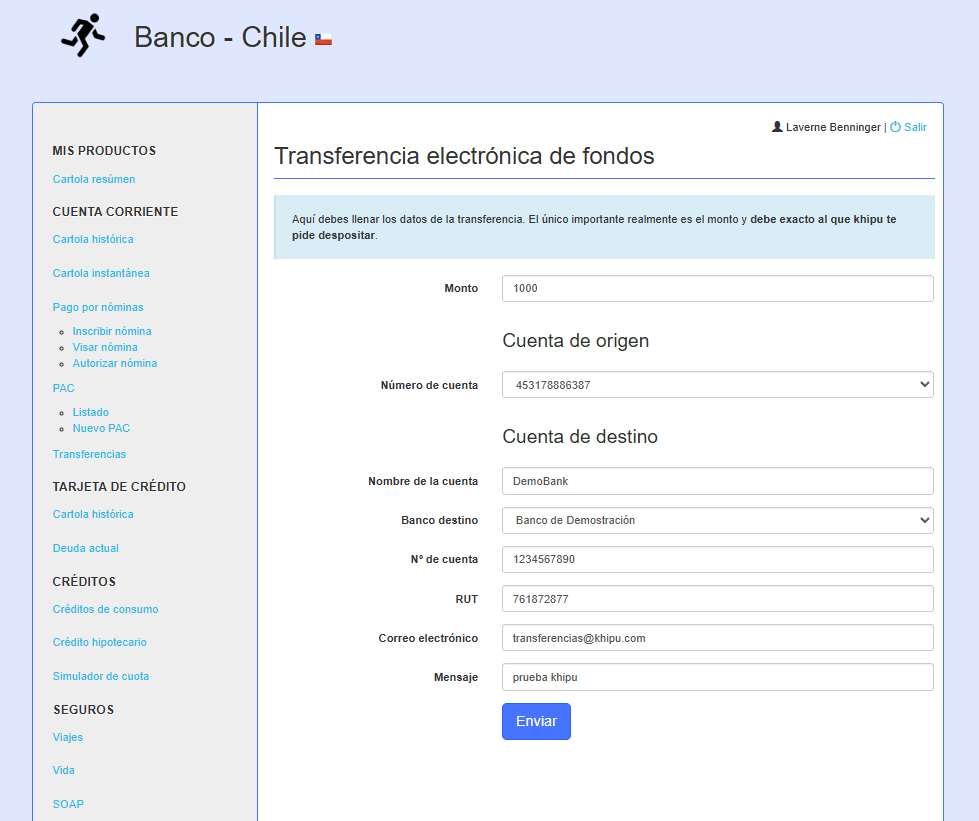 Banco - Chile 🇨🇱
Laverne Benninger | Salir
MIS PRODUCTOS
Cartola resúmen
CUENTA CORRIENTE
Cartola histórica
Cartola instantánea
Pago por nóminas
Inscribir nómina
Visar nómina
Autorizar nómina
PAC
Listado
Nuevo PAC
Transferencias
TARJETA DE CRÉDITO
Cartola histórica
Deuda actual
CRÉDITOS
Créditos de consumo
Crédito hipotecario
Simulador de cuota
SEGUROS
Viajes
Vida
SOAP
Transferencia electrónica de fondos
Aquí debes llenar los datos de la transferencia. El único importante realmente es el monto y debe exacto al que khipu te
pide despositar.
Monto 1000
Cuenta de origen
Número de cuenta 453178886387
Cuenta de destino
Nombre de la cuenta DemoBank
Banco destino Banco de Demostración
Nº de cuenta 1234567890
RUT 761872877
Correo electrónico transferencias@khipu.com
Mensaje prueba khipu
Enviar